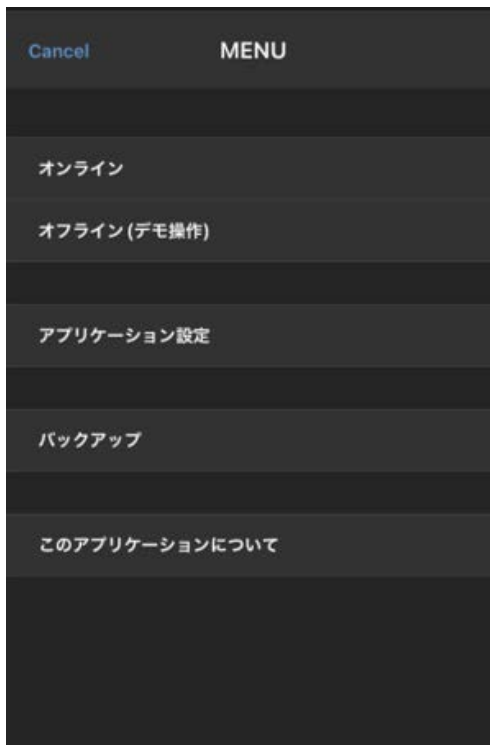 Cancel MENU
オンライン
オフライン (デモ操作)
アプリケーション設定
バックアップ
このアプリケーションについて